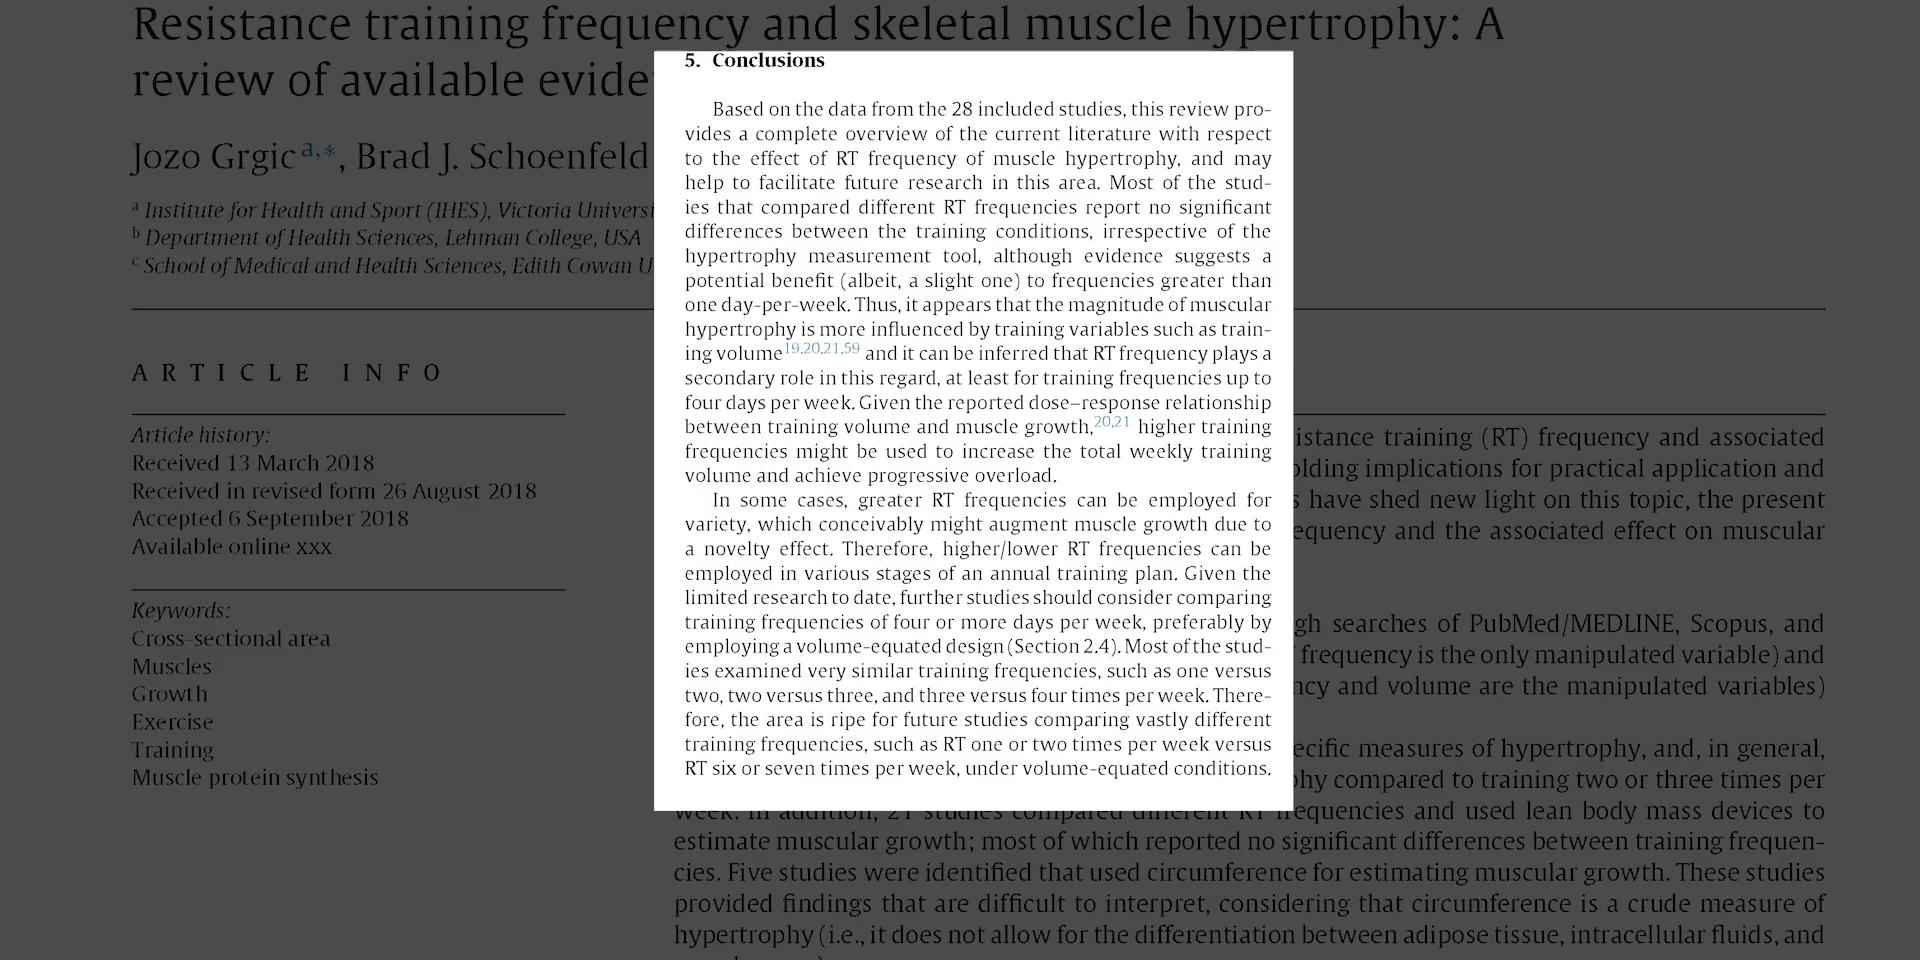 Resistance training frequency and skeletal muscle hypertrophy: A
review of available evide
Jozo Grgic a,*, Brad J. Schoenfeld
a Institute for Health and Sport (IHES), Victoria Universi
b Department of Health Sciences, Lehman College, USA
c School of Medical and Health Sciences, Edith Cowan U
ARTICLE INFO
Article history:
Received 13 March 2018
Received in revised form 26 August 2018
Accepted 6 September 2018
Available online xxx
Keywords:
Cross-sectional area
Muscles
Growth
Exercise
Training
Muscle protein synthesis
5. Conclusions
Based on the data from the 28 included studies, this review pro-
vides a complete overview of the current literature with respect
to the effect of RT frequency of muscle hypertrophy, and may
help to facilitate future research in this area. Most of the stud-
ies that compared different RT frequencies report no significant
differences between the training conditions, irrespective of the
hypertrophy measurement tool, although evidence suggests a
potential benefit (albeit, a slight one) to frequencies greater than
one day-per-week. Thus, it appears that the magnitude of muscular
hypertrophy is more influenced by training variables such as train-
ing volume19,20,21,59 and it can be inferred that RT frequency plays a
secondary role in this regard, at least for training frequencies up to
four days per week. Given the reported dose–response relationship
between training volume and muscle growth,20,21 higher training
frequencies might be used to increase the total weekly training
volume and achieve progressive overload.
In some cases, greater RT frequencies can be employed for
variety, which conceivably might augment muscle growth due to
a novelty effect. Therefore, higher/lower RT frequencies can be
employed in various stages of an annual training plan. Given the
limited research to date, further studies should consider comparing
training frequencies of four or more days per week, preferably by
employing a volume-equated design (Section 2.4). Most of the stud-
ies examined very similar training frequencies, such as one versus
two, two versus three, and three versus four times per week. There-
fore, the area is ripe for future studies comparing vastly different
training frequencies, such as RT one or two times per week versus
RT six or seven times per week, under volume-equated conditions.
istance training (RT) frequency and associated
olding implications for practical application and
s have shed new light on this topic, the present
equency and the associated effect on muscular
gh searches of PubMed/MEDLINE, Scopus, and
frequency is the only manipulated variable) and
ncy and volume are the manipulated variables)
ecific measures of hypertrophy, and, in general,
phy compared to training two or three times per
week. In addition, 21 studies compared different RT frequencies and used lean body mass devices to
estimate muscular growth; most of which reported no significant differences between training frequen-
cies. Five studies were identified that used circumference for estimating muscular growth. These studies
provided findings that are difficult to interpret, considering that circumference is a crude measure of
hypertrophy (i.e., it does not allow for the differentiation between adipose tissue, intracellular fluids, and